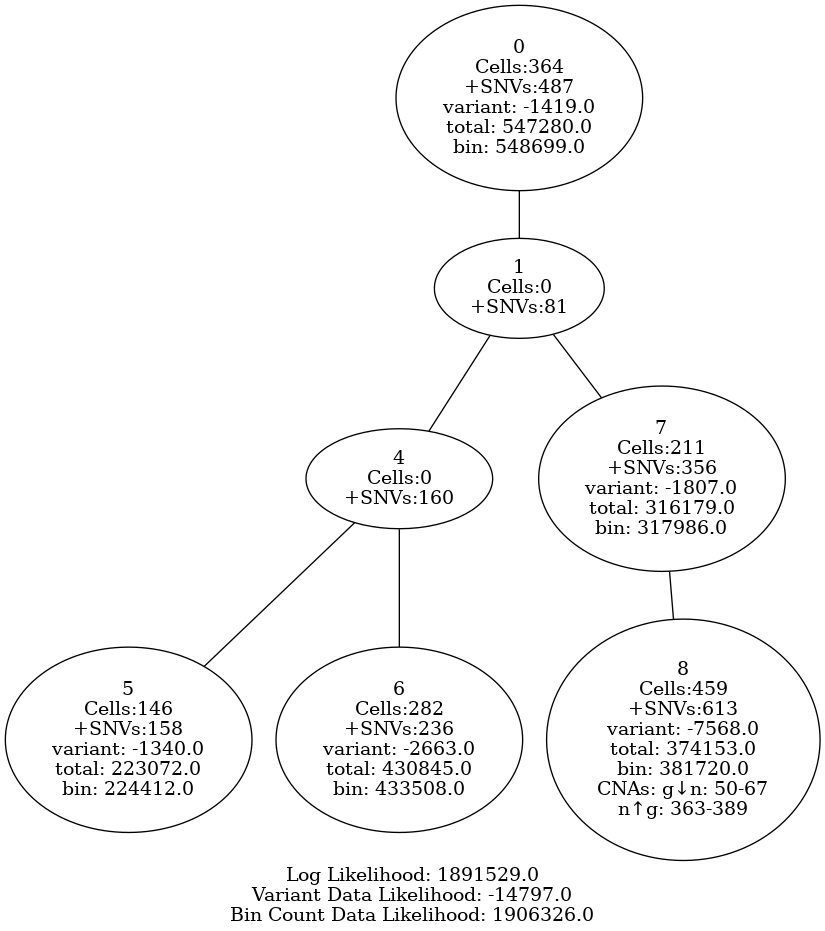 0
Cells:364
+SNVs:487
variant: -1419.0
total: 547280.0
bin: 548699.0
1
Cells:0
+SNVs:81
4
Cells:0
+SNVs:160
7
Cells:211
+SNVs:356
variant: -1807.0
total: 316179.0
bin: 317986.0
5
Cells:146
+SNVs:158
variant: -1340.0
total: 223072.0
bin: 224412.0
6
Cells:282
+SNVs:236
variant: -2663.0
total: 430845.0
bin: 433508.0
8
Cells:459
+SNVs:613
variant: -7568.0
total: 374153.0
bin: 381720.0
CNAs: g↓n: 50-67
n↑g: 363-389
Log Likelihood: 1891529.0
Variant Data Likelihood: -14797.0
Bin Count Data Likelihood: 1906326.0